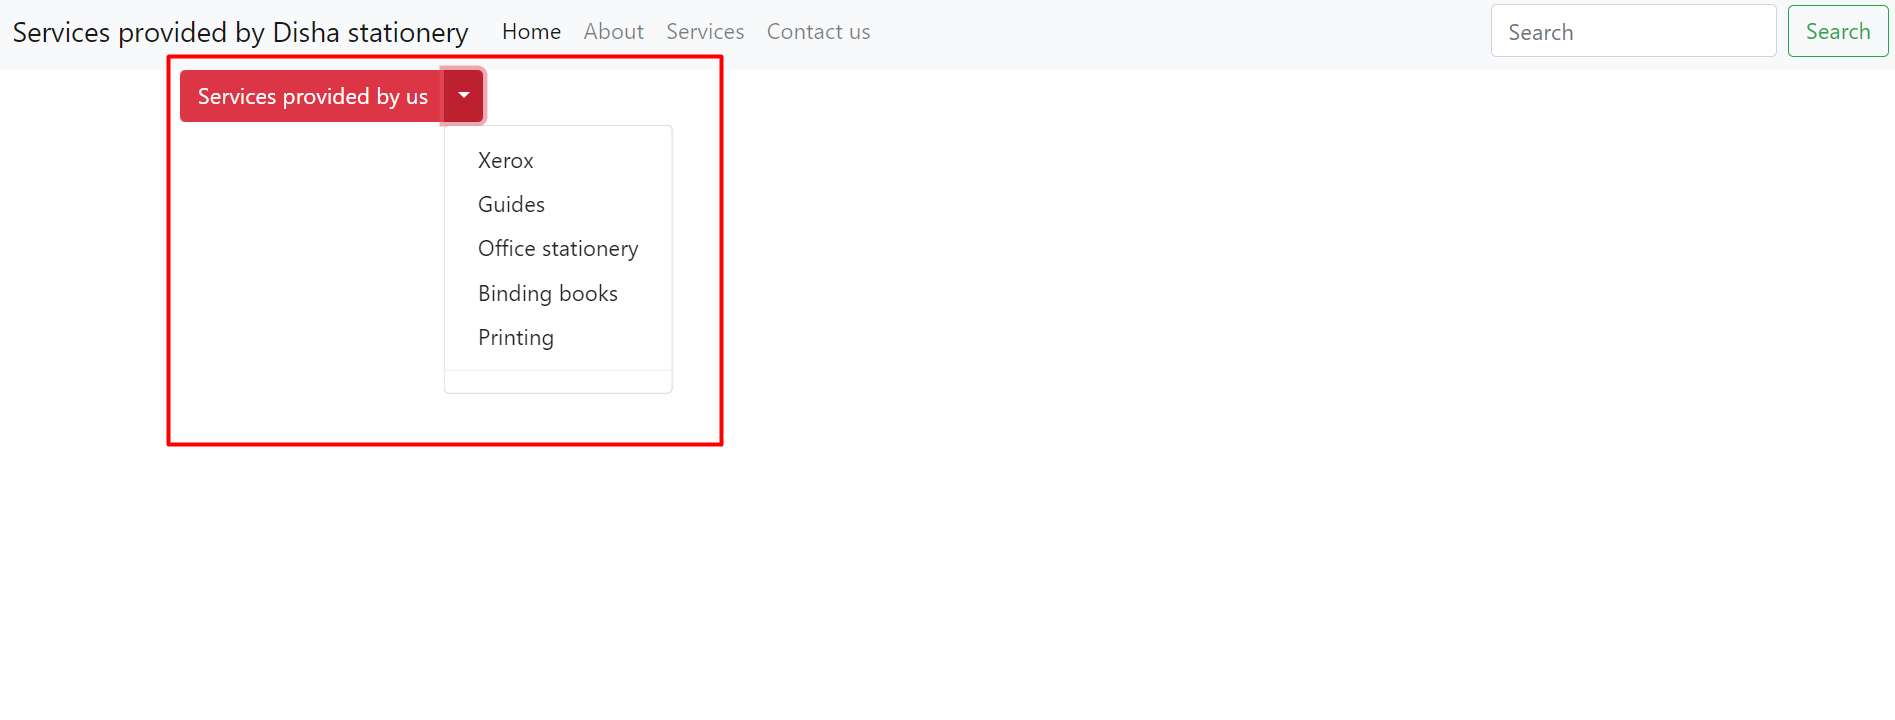 Services provided by Disha stationery Home About Services Contact us Search Search
Services provided by us
Xerox
Guides
Office stationery
Binding books
Printing